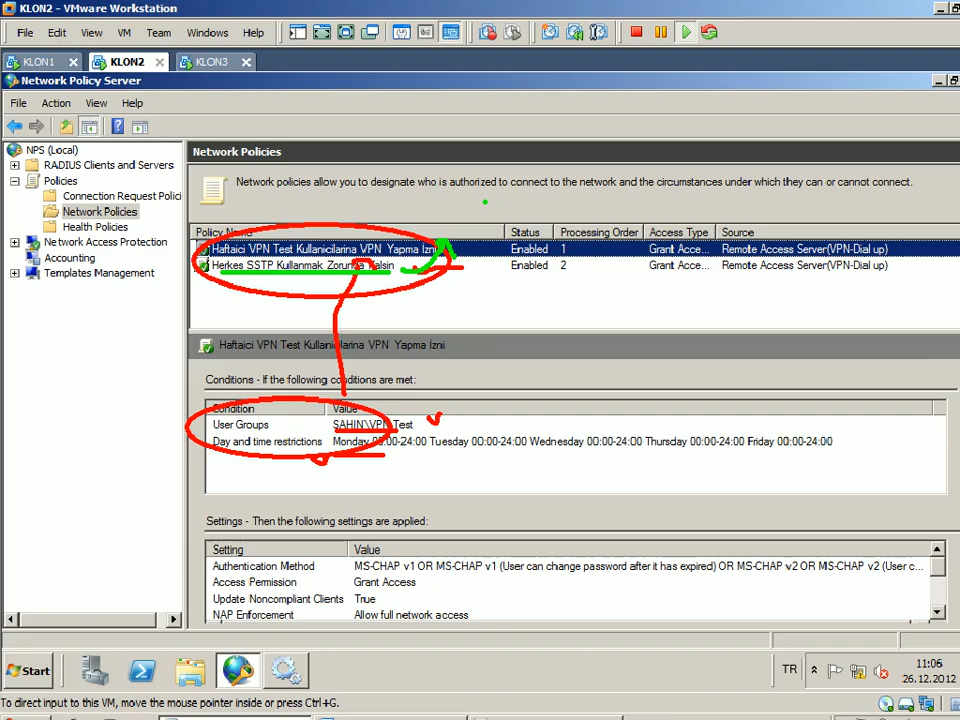 KLON2 - VMware Workstation
File Edit View VM Team Windows Help
KLON1 KLON2 KLON3
Network Policy Server
File Action View Help
NPS (Local)
RADIUS Clients and Servers
Policies
Connection Request Polici
Network Policies
Health Policies
Network Access Protection
Accounting
Templates Management
Network Policies
Network policies allow you to designate who is authorized to connect to the network and the circumstances under which they can or cannot connect.
Policy Name Status Processing Order Access Type Source
Haftaici VPN Test Kullanicilarina VPN Yapma Izni Enabled 1 Grant Acce... Remote Access Server(VPN-Dial up)
Herkes SSTP Kullanmak Zorunda Kalsin Enabled 2 Grant Acce... Remote Access Server(VPN-Dial up)
Haftaici VPN Test Kullanicilarina VPN Yapma İzni
Conditions - If the following conditions are met:
Condition Value
User Groups SAHIN\VPN Test
Day and time restrictions Monday 00:00-24:00 Tuesday 00:00-24:00 Wednesday 00:00-24:00 Thursday 00:00-24:00 Friday 00:00-24:00
Settings - Then the following settings are applied:
Setting Value
Authentication Method MS-CHAP v1 OR MS-CHAP v1 (User can change password after it has expired) OR MS-CHAP v2 OR MS-CHAP v2 (User c...
Access Permission Grant Access
Update Noncompliant Clients True
NAP Enforcement Allow full network access
Start TR 11:06
26.12.2012
To direct input to this VM, move the mouse pointer inside or press Ctrl+G.